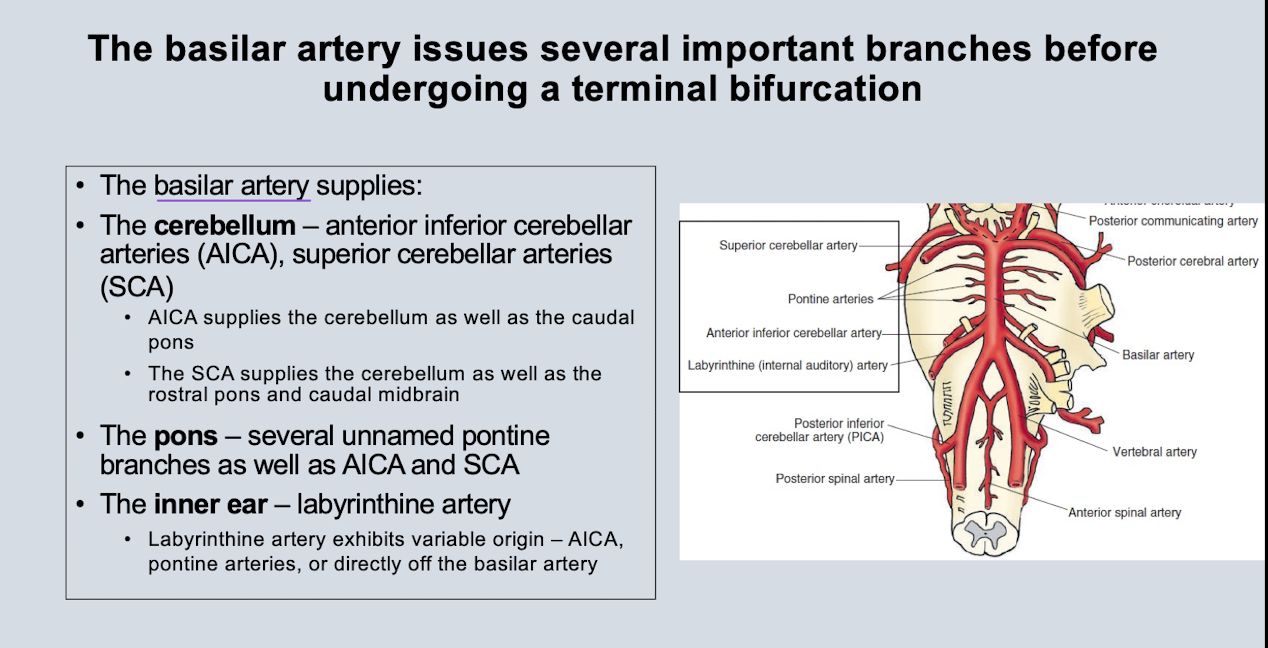 The basilar artery issues several important branches before
undergoing a terminal bifurcation
• The basilar artery supplies:
• The cerebellum – anterior inferior cerebellar
arteries (AICA), superior cerebellar arteries
(SCA)
• AICA supplies the cerebellum as well as the caudal
pons
• The SCA supplies the cerebellum as well as the
rostral pons and caudal midbrain
• The pons – several unnamed pontine
branches as well as AICA and SCA
• The inner ear – labyrinthine artery
• Labyrinthine artery exhibits variable origin – AICA,
pontine arteries, or directly off the basilar artery
Posterior communicating artery
Superior cerebellar artery
Posterior cerebral artery
Pontine arteries
Anterior inferior cerebellar artery
Basilar artery
Labyrinthine (internal auditory) artery
Posterior inferior
cerebellar artery (PICA)
Vertebral artery
Posterior spinal artery
Anterior spinal artery